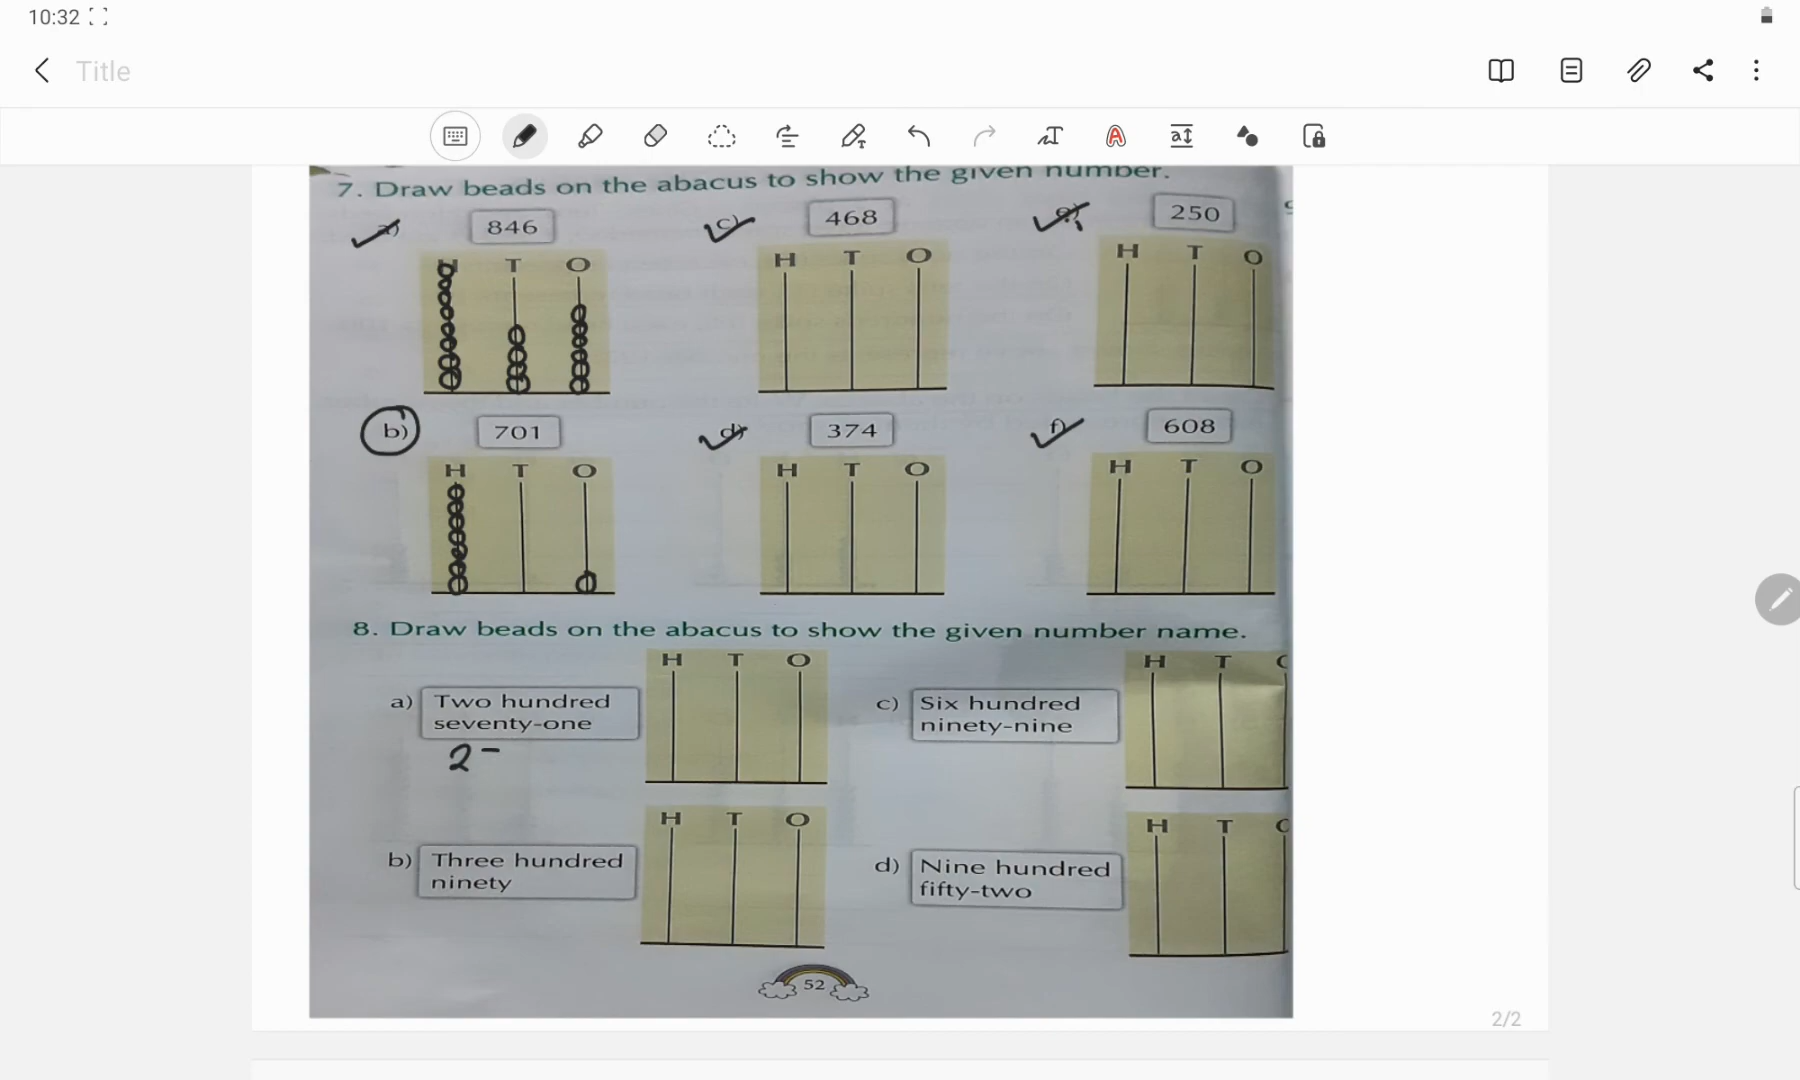 10:32
Title
7. Draw beads on the abacus to show the given number.
a) 846
H T O
c) 468
H T O
250
H T O
b) 701
H T O
d) 374
H T O
f) 608
H T O
8. Draw beads on the abacus to show the given number name.
a) Two hundred
seventy-one
2-
H T O
c) Six hundred
ninety-nine
H T
b) Three hundred
ninety
H T O
d) Nine hundred
fifty-two
H T
52
2/2